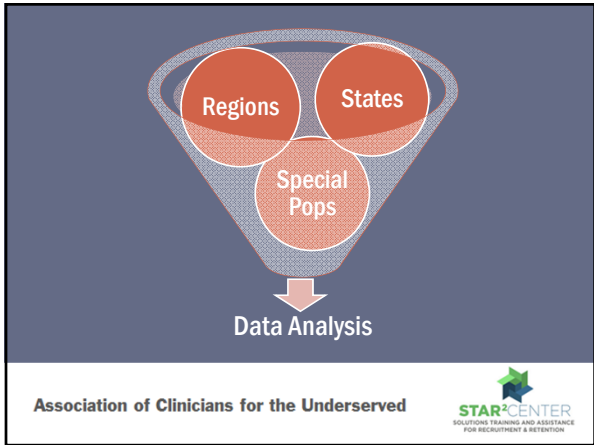 Regions
States
Special
Pops
Data Analysis
Association of Clinicians for the Underserved
STAR²CENTER
SOLUTIONS TRAINING AND ASSISTANCE
FOR RECRUITMENT & RETENTION